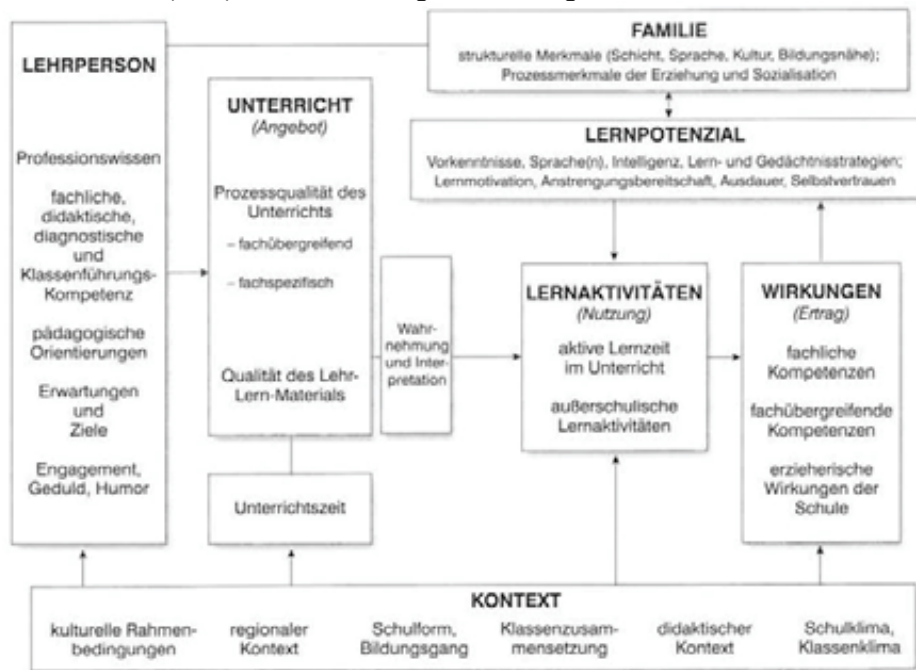 LEHRPERSON
Professionswissen
fachliche,
didaktische,
diagnostische
und
Klassenführungs-
Kompetenz
pädagogische
Orientierungen
Erwartungen
und
Ziele
Engagement,
Geduld, Humor
UNTERRICHT
(Angebot)
Prozessqualität des
Unterrichts
– fachübergreifend
– fachspezifisch
Qualität des Lehr-
Lern-Materials
Unterrichtszeit
Wahr-
nehmung
und Inter-
pretation
FAMILIE
strukturelle Merkmale (Schicht, Sprache, Kultur, Bildungsnähe);
Prozessmerkmale der Erziehung und Sozialisation
LERNPOTENZIAL
Vorkenntnisse, Sprache(n), Intelligenz, Lern- und Gedächtnisstrategien;
Lernmotivation, Anstrengungsbereitschaft, Ausdauer, Selbstvertrauen
LERNAKTIVITÄTEN
(Nutzung)
aktive Lernzeit
im Unterricht
außerschulische
Lernaktivitäten
WIRKUNGEN
(Ertrag)
fachliche
Kompetenzen
fachübergreifende
Kompetenzen
erzieherische
Wirkungen der
Schule
KONTEXT
kulturelle Rahmen-
bedingungen
regionaler
Kontext
Schulform,
Bildungsgang
Klassenzusam-
mensetzung
didaktischer
Kontext
Schulklima,
Klassenklima